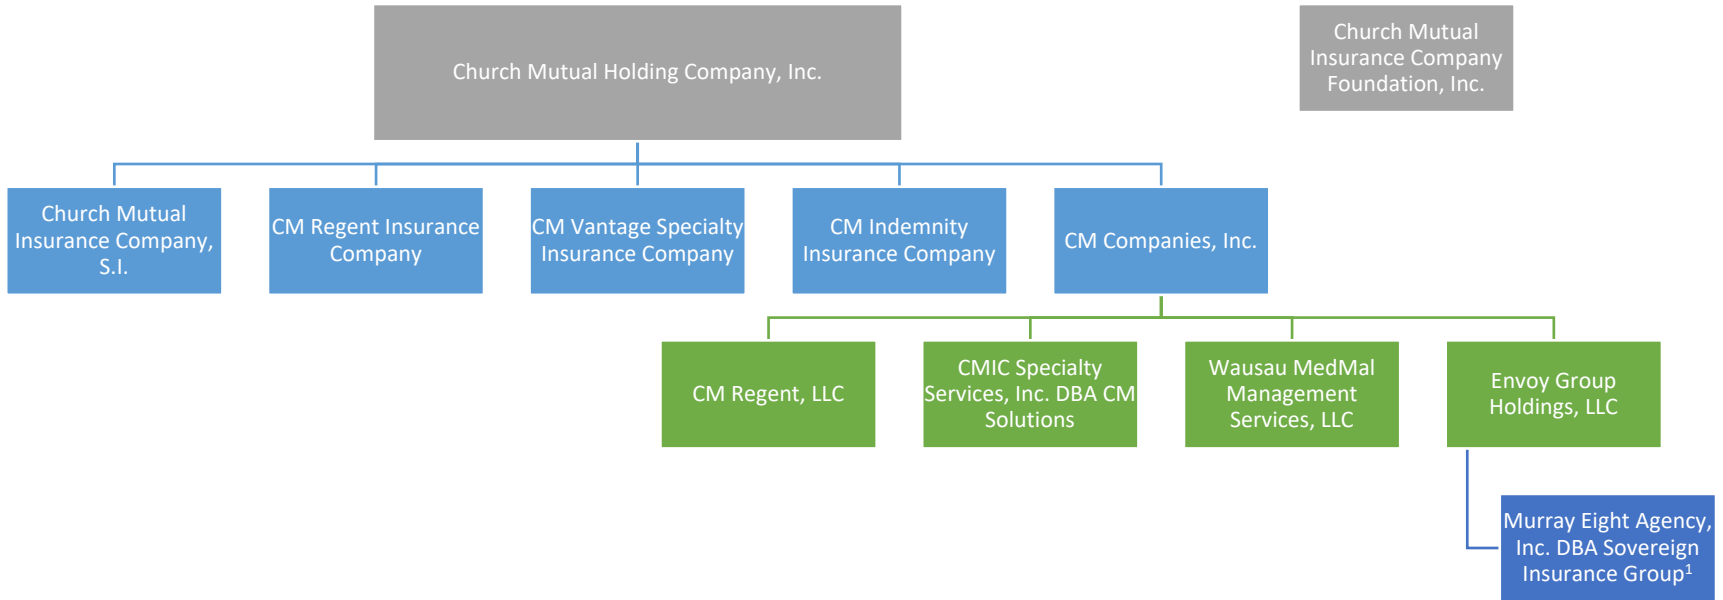 Church Mutual Holding Company, Inc.
Church Mutual
Insurance Company
Foundation, Inc.
Church Mutual
Insurance Company,
S.I.
CM Regent Insurance
Company
CM Vantage Specialty
Insurance Company
CM Indemnity
Insurance Company
CM Companies, Inc.
CM Regent, LLC
CMIC Specialty
Services, Inc. DBA CM
Solutions
Wausau MedMal
Management
Services, LLC
Envoy Group
Holdings, LLC
Murray Eight Agency,
Inc. DBA Sovereign
Insurance Group¹